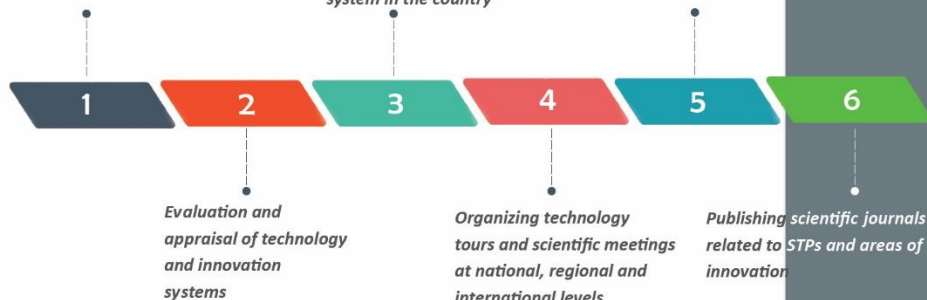 system in the country
1
2
3
4
5
6
Evaluation and
appraisal of technology
and innovation
systems
Organizing technology
tours and scientific meetings
at national, regional and
international levels
Publishing scientific journals
related to STPs and areas of
innovation